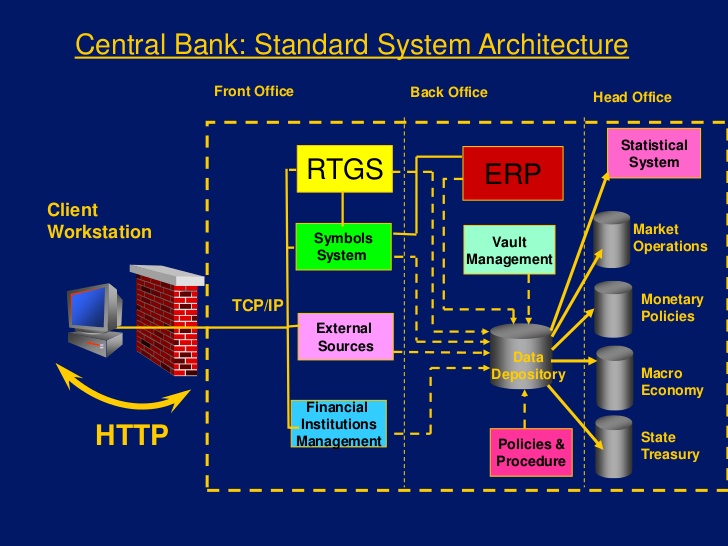 Central Bank: Standard System Architecture
Front Office
Back Office
Head Office
Client
Workstation
HTTP
TCP/IP
RTGS
Symbols
System
External
Sources
Financial
Institutions
Management
ERP
Vault
Management
Data
Depository
Policies &
Procedure
Statistical
System
Market
Operations
Monetary
Policies
Macro
Economy
State
Treasury